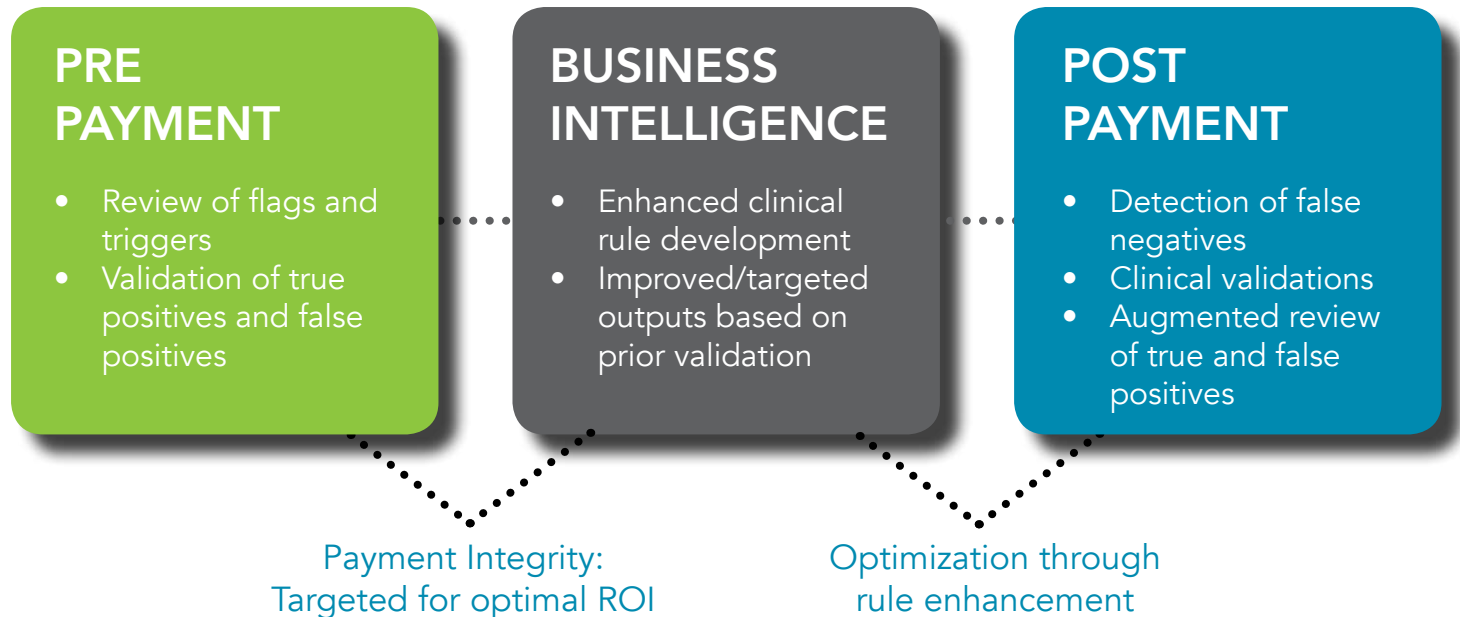 PRE
PAYMENT
• Review of flags and
triggers
• Validation of true
positives and false
positives
BUSINESS
INTELLIGENCE
• Enhanced clinical
rule development
• Improved/targeted
outputs based on
prior validation
POST
PAYMENT
• Detection of false
negatives
• Clinical validations
• Augmented review
of true and false
positives
Payment Integrity:
Targeted for optimal ROI
Optimization through
rule enhancement